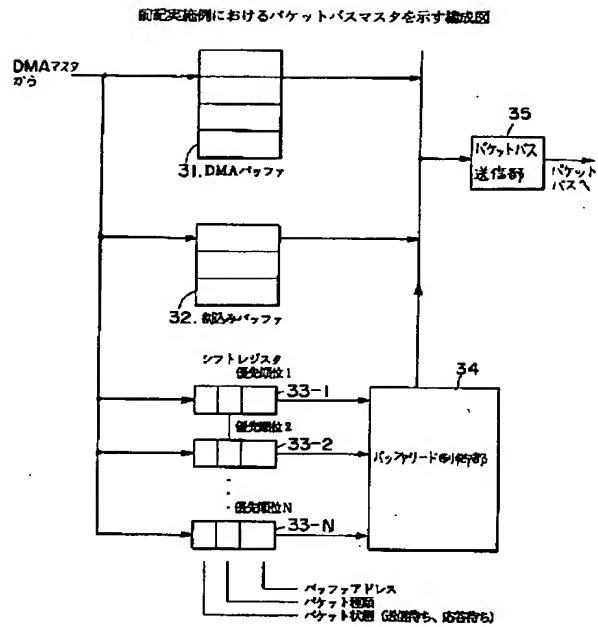 前記実施例におけるパケットバスマスタを示す構成図
DMAマスタ
から
35
パケットバス
送信部
パケット
バスへ
31.DMAバッファ
32.割込みバッファ
シフトレジスタ
優先順位1
33-1
優先順位2
33-2
優先順位N
33-N
34
バッファリード制御部
バッファアドレス
パケット種類
パケット状態(送信待ち、応答待ち)